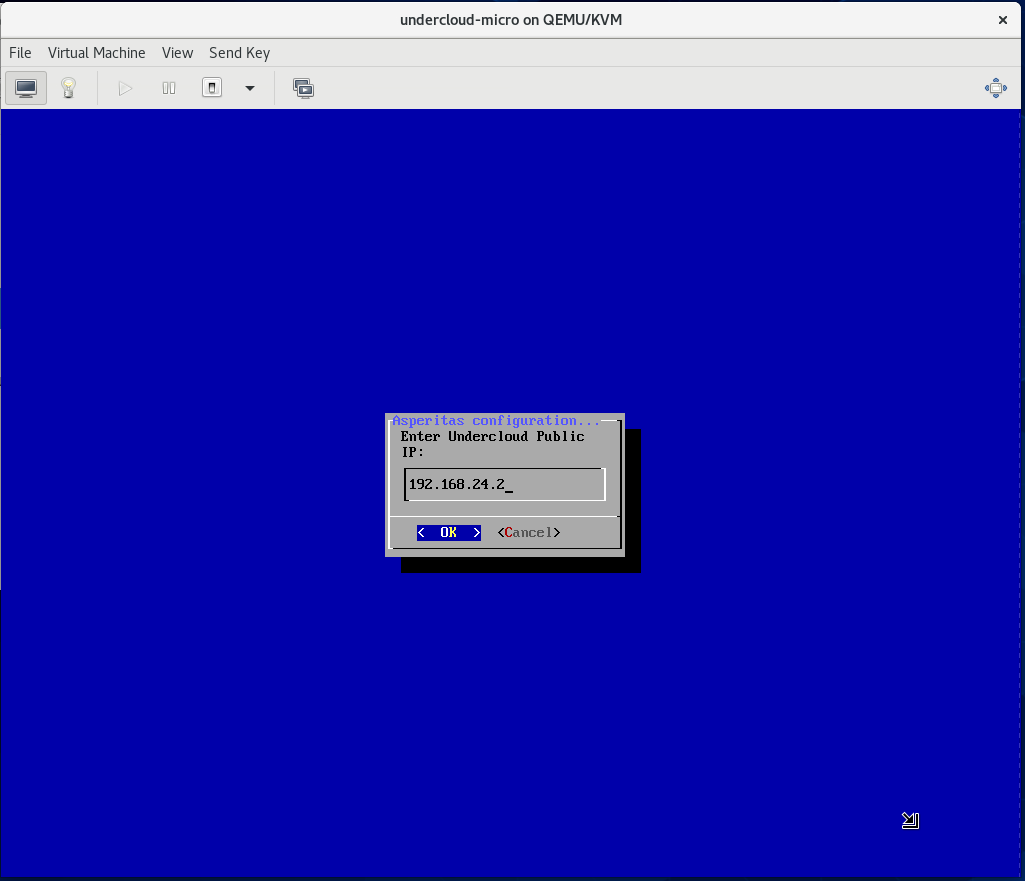 undercloud-micro on QEMU/KVM
File Virtual Machine View Send Key
Asperitas configuration...
Enter Undercloud Public
IP:
192.168.24.2_
< OK > <Cancel>